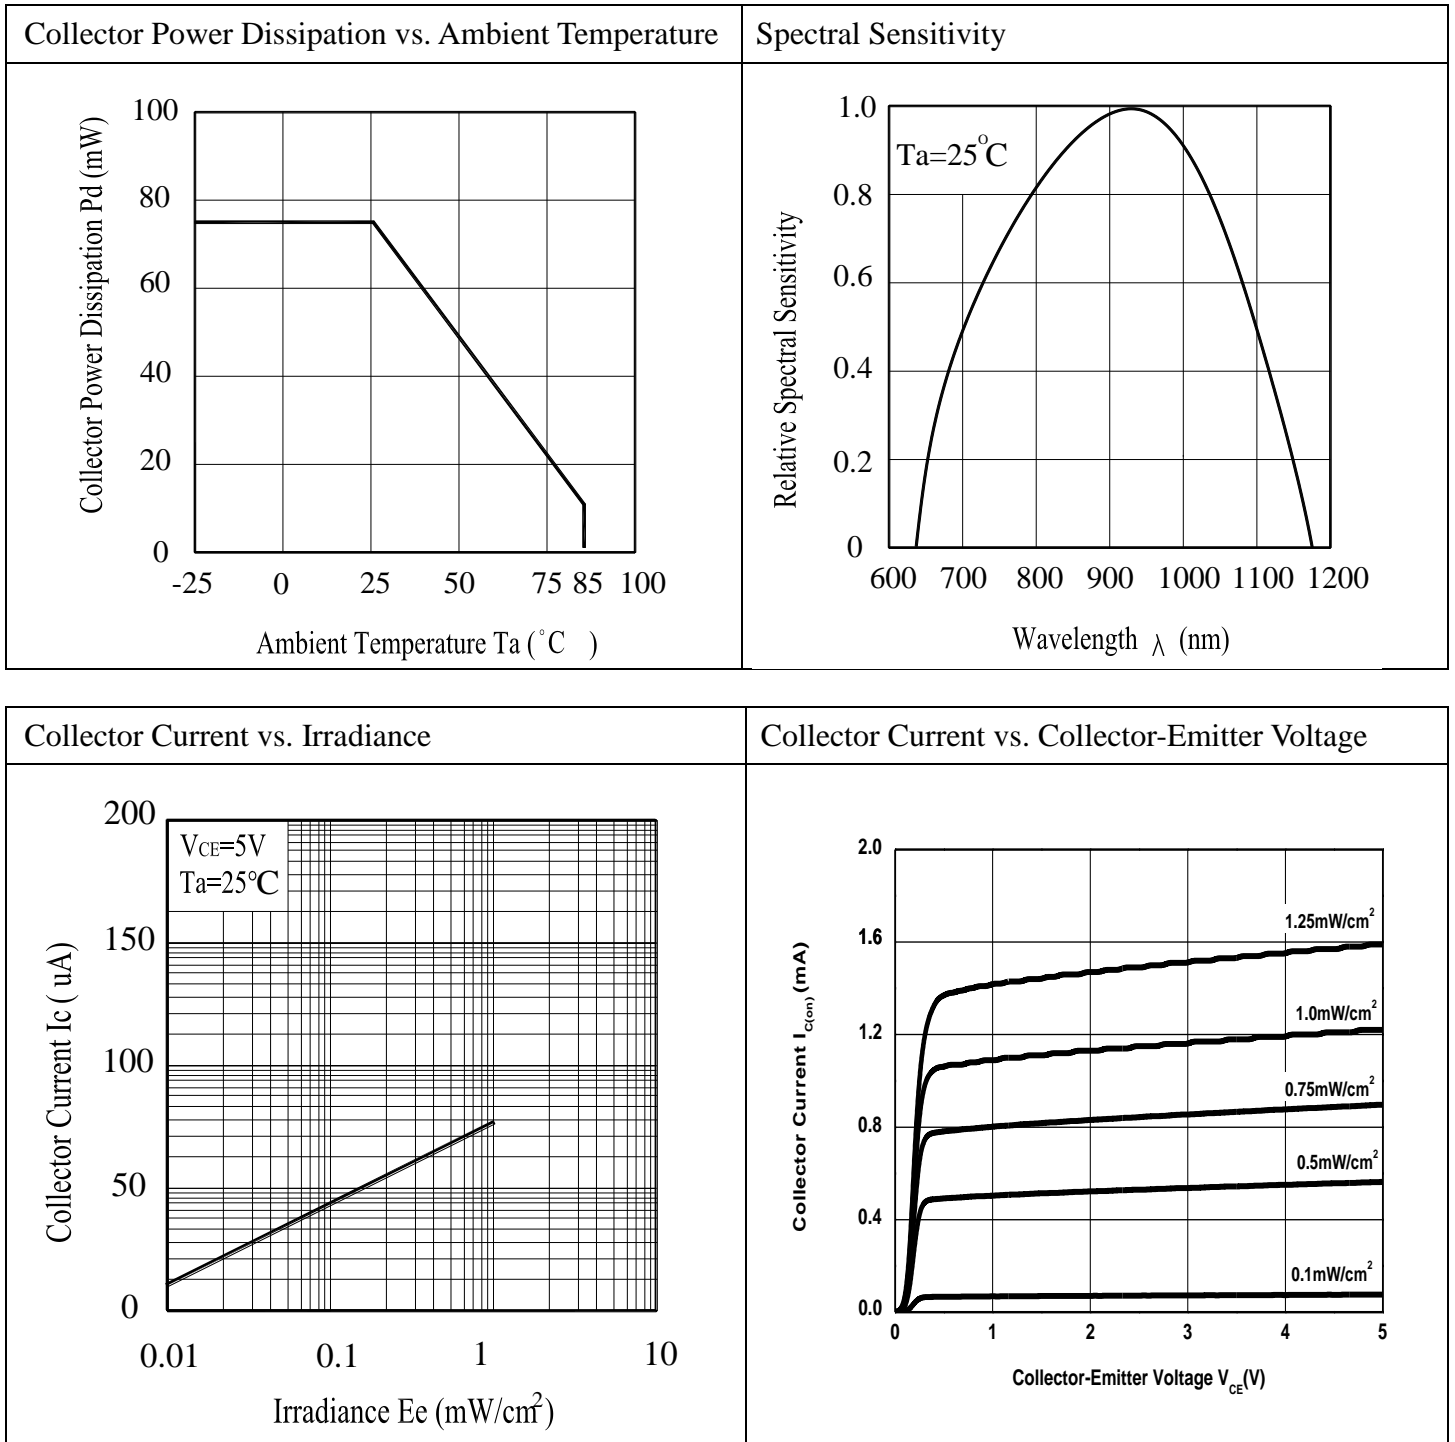 Collector Power Dissipation vs. Ambient Temperature
Spectral Sensitivity
100
80
60
40
20
0
Collector Power Dissipation Pd (mW)
-25 0 25 50 75 85 100
Ambient Temperature Ta (°C )
1.0
0.8
0.6
0.4
0.2
0
Ta=25°C
Relative Spectral Sensitivity
600 700 800 900 1000 1100 1200
Wavelength λ (nm)
Collector Current vs. Irradiance
Collector Current vs. Collector-Emitter Voltage
200
150
100
50
0
VCE=5V
Ta=25℃
Collector Current Ic ( uA)
0.01 0.1 1 10
Irradiance Ee (mW/cm²)
2.0
1.6
1.2
0.8
0.4
0.0
Collector Current IC(on) (mA)
1.25mW/cm²
1.0mW/cm²
0.75mW/cm²
0.5mW/cm²
0.1mW/cm²
0 1 2 3 4 5
Collector-Emitter Voltage VCE(V)